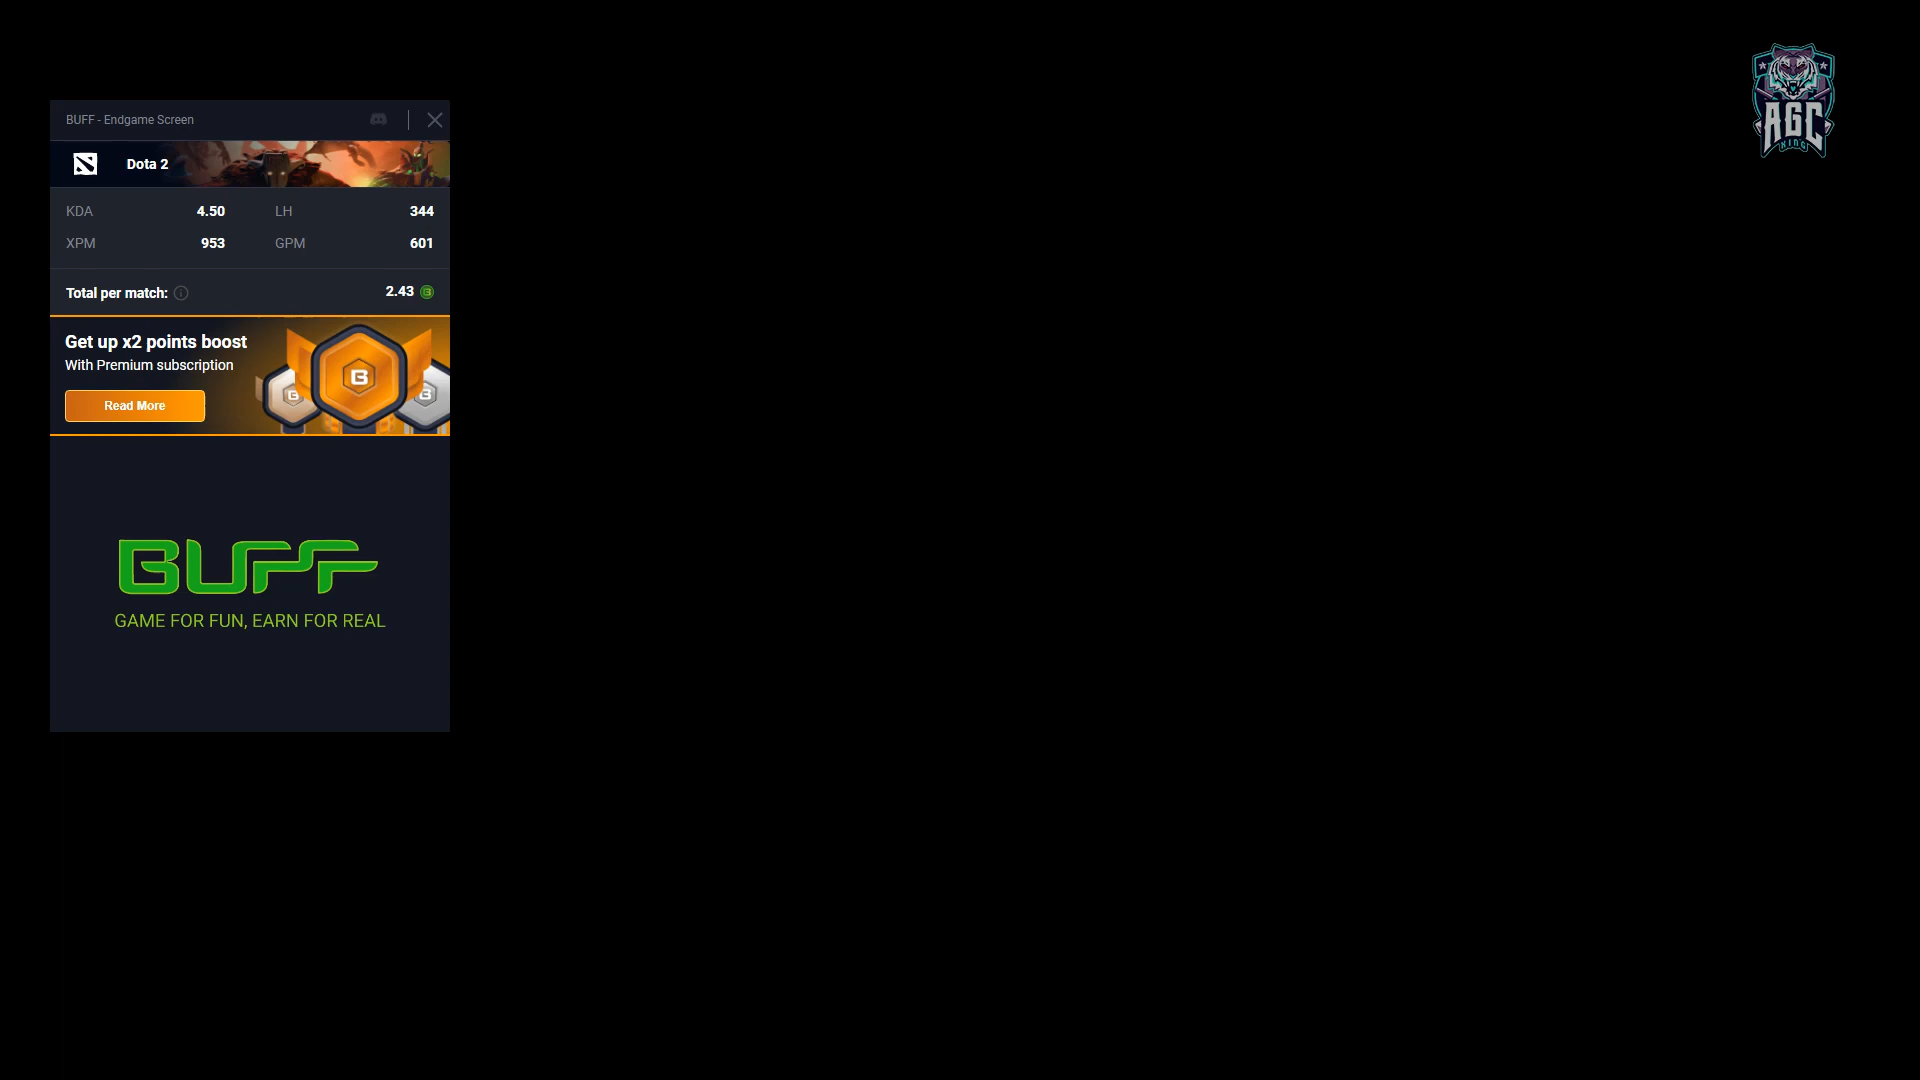 BUFF - Endgame Screen
Dota 2
KDA 4.50 LH 344
XPM 953 GPM 601
Total per match: 2.43
Get up x2 points boost
With Premium subscription
Read More
BUFF
GAME FOR FUN, EARN FOR REAL
AGC
KING